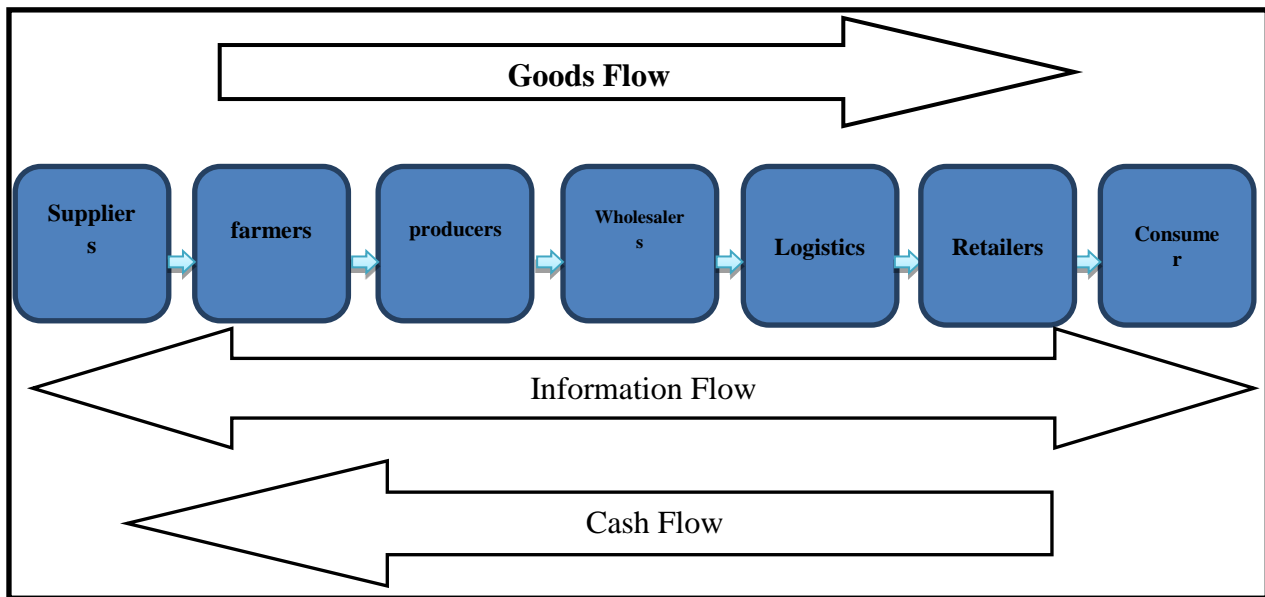 Goods Flow
Supplier
s
farmers
producers
Wholesaler
s
Logistics
Retailers
Consume
r
Information Flow
Cash Flow